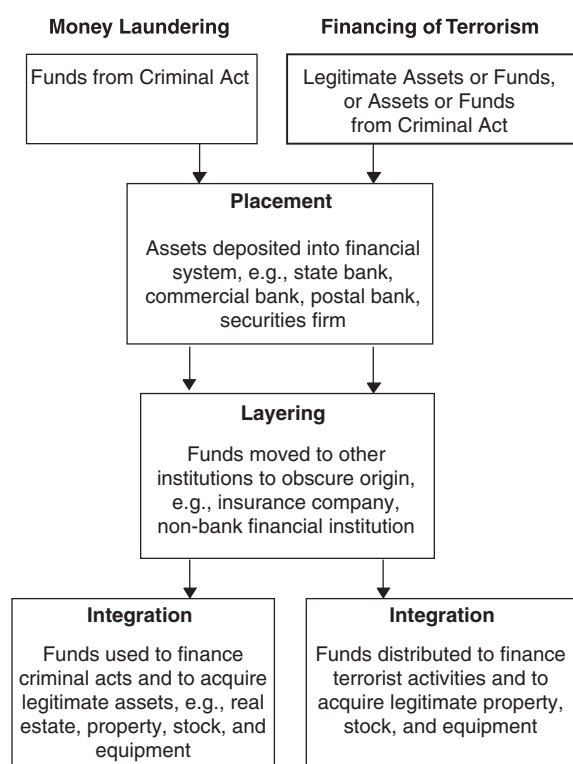 Money Laundering
Financing of Terrorism
Funds from Criminal Act
Legitimate Assets or Funds,
or Assets or Funds
from Criminal Act
Placement
Assets deposited into financial
system, e.g., state bank,
commercial bank, postal bank,
securities firm
Layering
Funds moved to other
institutions to obscure origin,
e.g., insurance company,
non-bank financial institution
Integration
Funds used to finance
criminal acts and to acquire
legitimate assets, e.g., real
estate, property, stock, and
equipment
Integration
Funds distributed to finance
terrorist activities and to
acquire legitimate property,
stock, and equipment